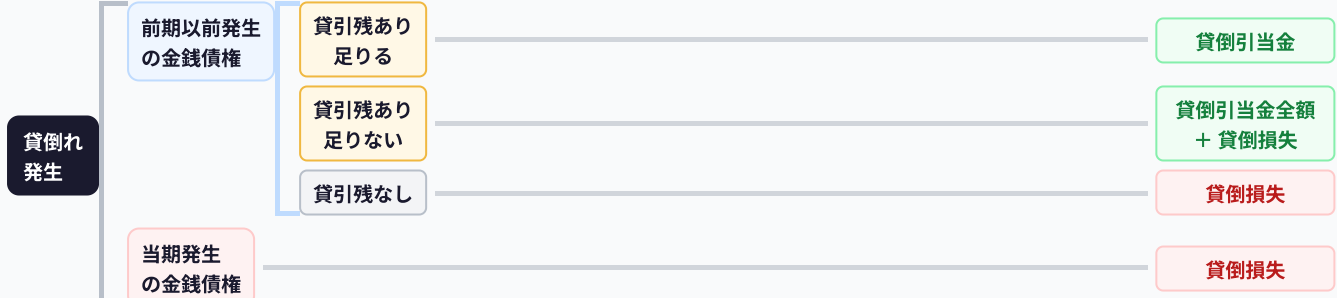 貸倒れ
発生
前期以前発生
の金銭債権
貸引残あり
足りる
貸倒引当金
貸引残あり
足りない
貸倒引当金全額
＋ 貸倒損失
貸引残なし
貸倒損失
当期発生
の金銭債権
貸倒損失